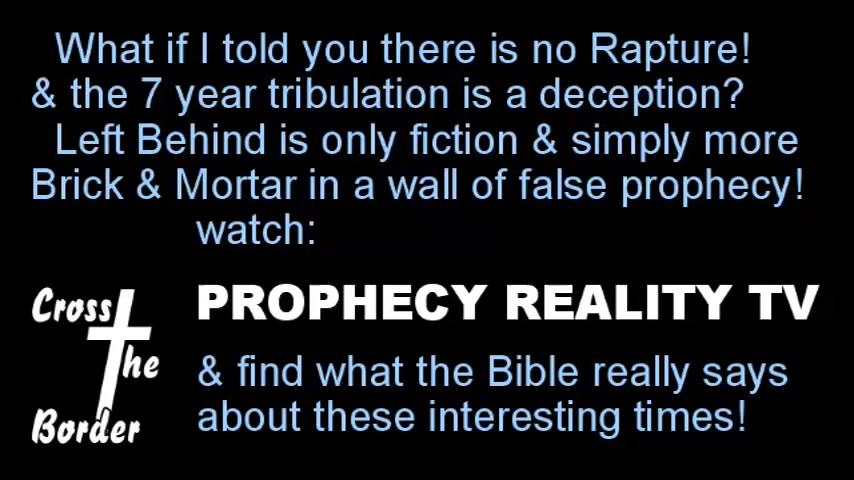 What if I told you there is no Rapture!
& the 7 year tribulation is a deception?
Left Behind is only fiction & simply more
Brick & Mortar in a wall of false prophecy!
watch:
PROPHECY REALITY TV
& find what the Bible really says
about these interesting times!
Cross
The
Border